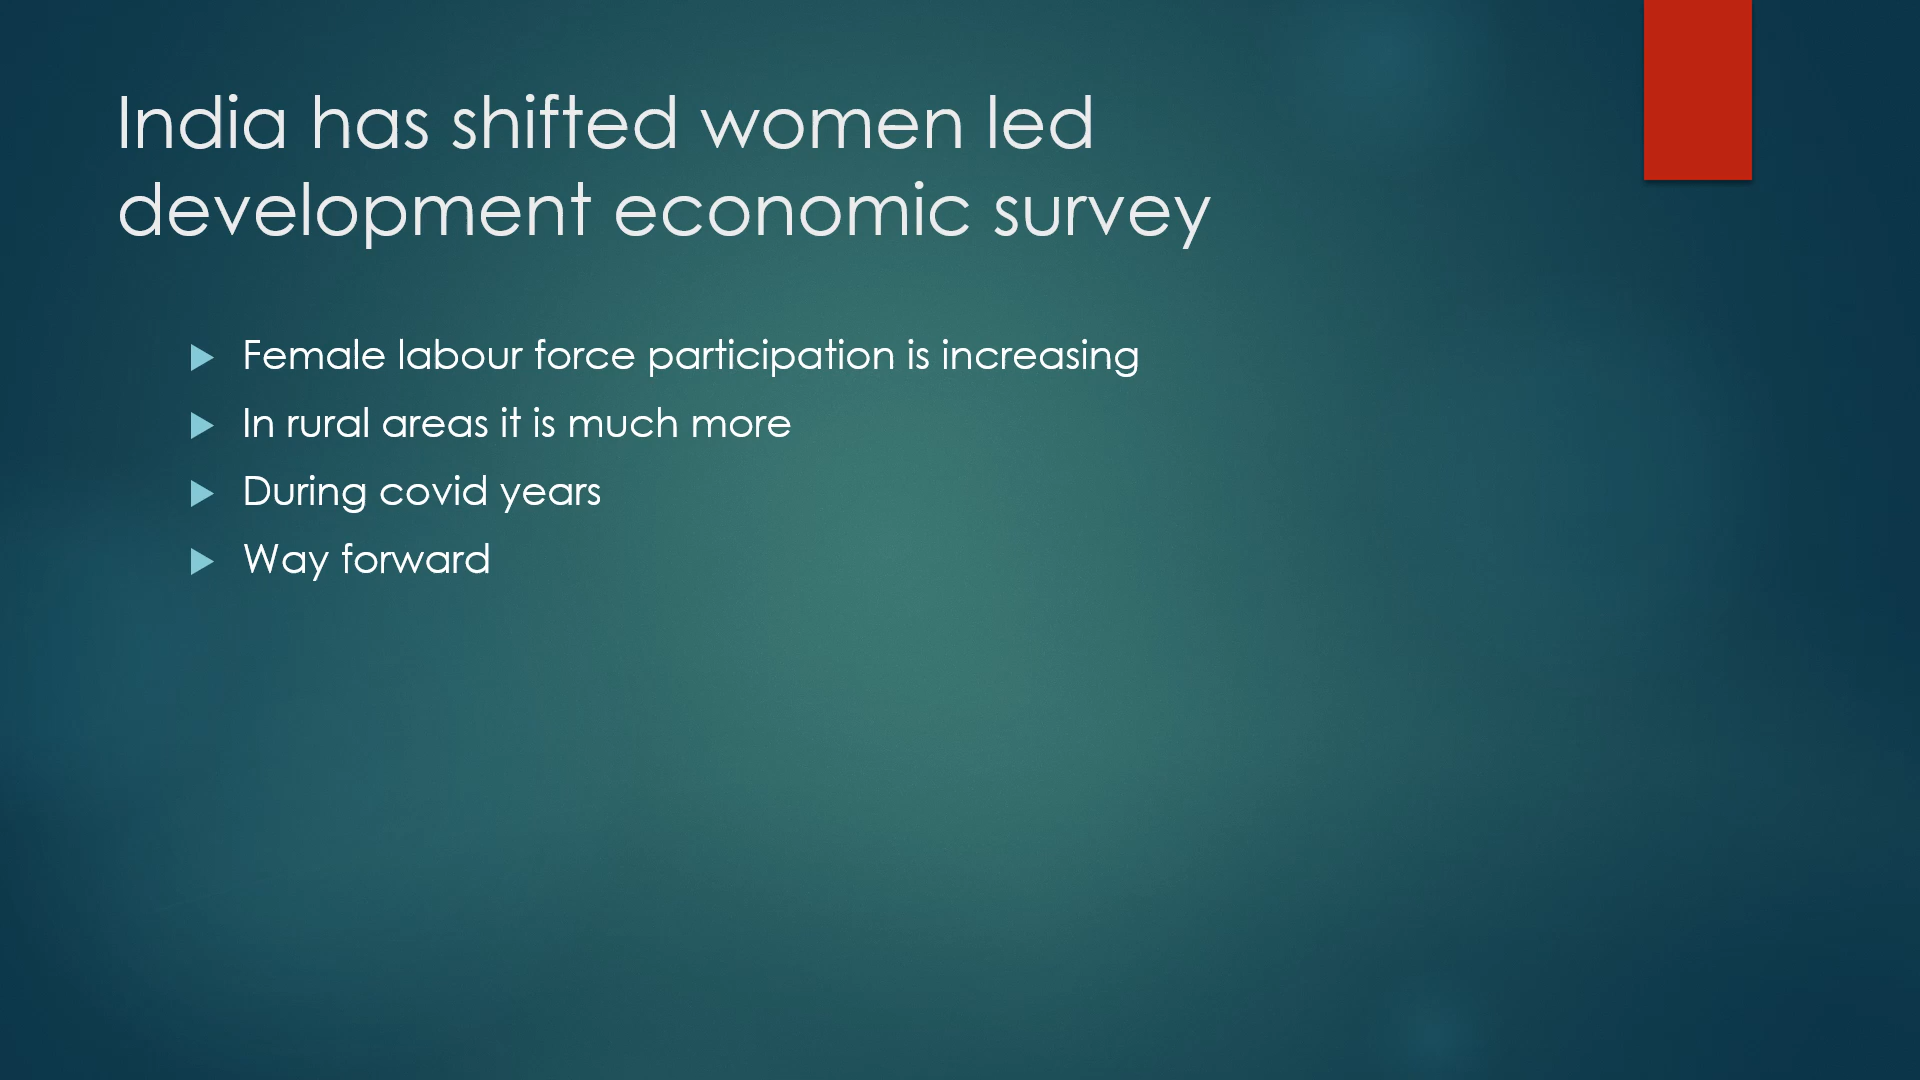 India has shifted women led
development economic survey
Female labour force participation is increasing
In rural areas it is much more
During covid years
Way forward